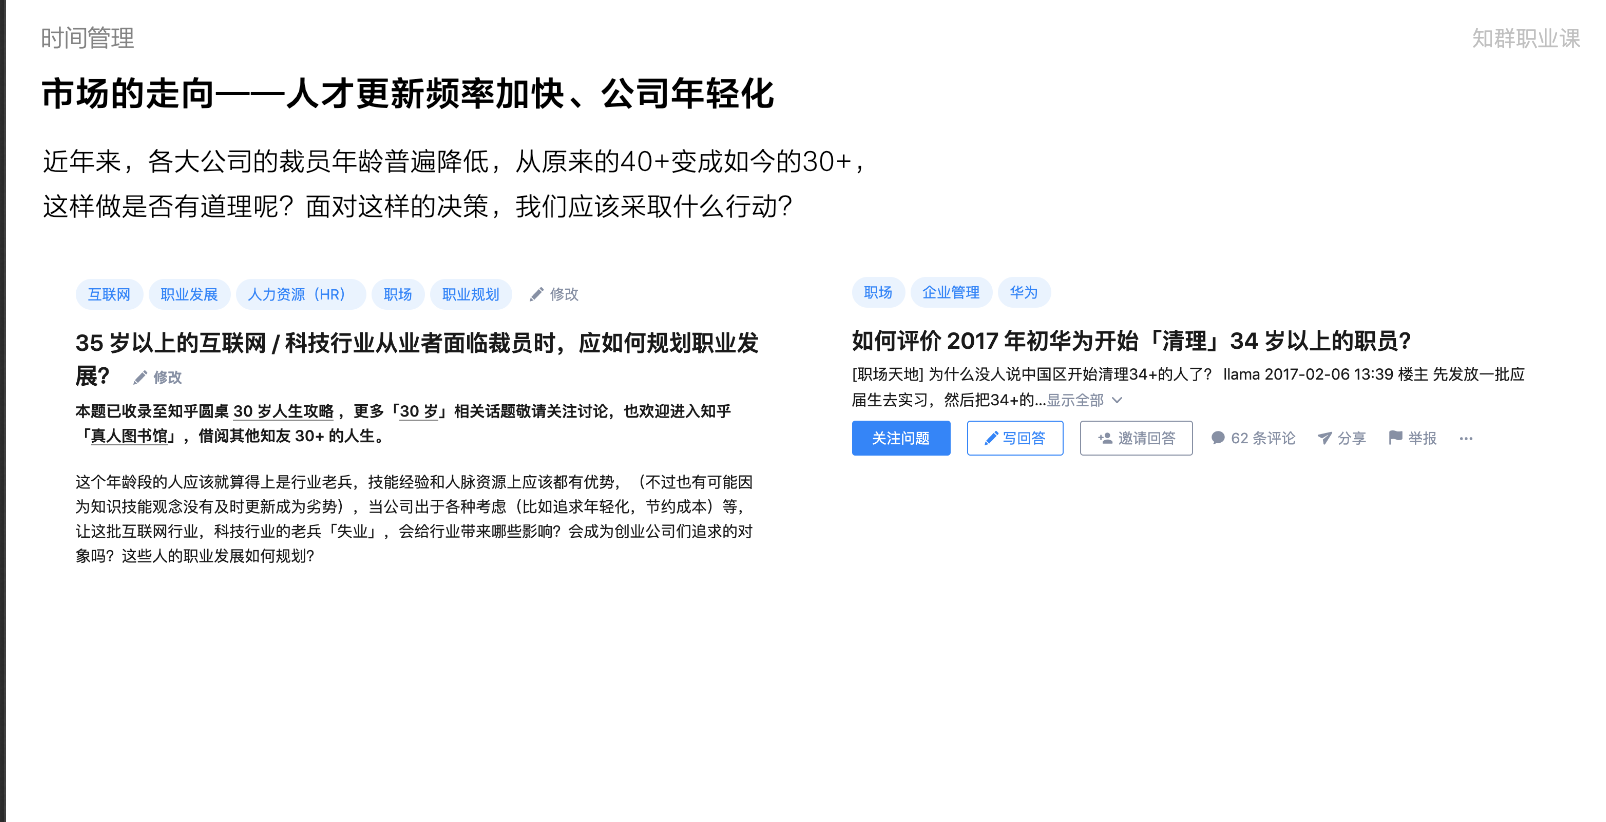 时间管理
知群职业课
市场的走向——人才更新频率加快、公司年轻化
近年来，各大公司的裁员年龄普遍降低，从原来的40+变成如今的30+，
这样做是否有道理呢？面对这样的决策，我们应该采取什么行动？
互联网 职业发展 人力资源（HR） 职场 职业规划 修改
35 岁以上的互联网 / 科技行业从业者面临裁员时，应如何规划职业发
展？ 修改
本题已收录至知乎圆桌 30 岁人生攻略 ，更多「30 岁」相关话题敬请关注讨论，也欢迎进入知乎
「真人图书馆」，借阅其他知友 30+ 的人生。
这个年龄段的人应该就算得上是行业老兵，技能经验和人脉资源上应该都有优势，（不过也有可能因
为知识技能观念没有及时更新成为劣势），当公司出于各种考虑（比如追求年轻化，节约成本）等，
让这批互联网行业，科技行业的老兵「失业」，会给行业带来哪些影响？会成为创业公司们追求的对
象吗？这些人的职业发展如何规划？
职场 企业管理 华为
如何评价 2017 年初华为开始「清理」34 岁以上的职员？
[职场天地] 为什么没人说中国区开始清理34+的人了？ llama 2017-02-06 13:39 楼主 先发放一批应
届生去实习，然后把34+的...显示全部
关注问题 写回答 邀请回答 62 条评论 分享 举报 ...